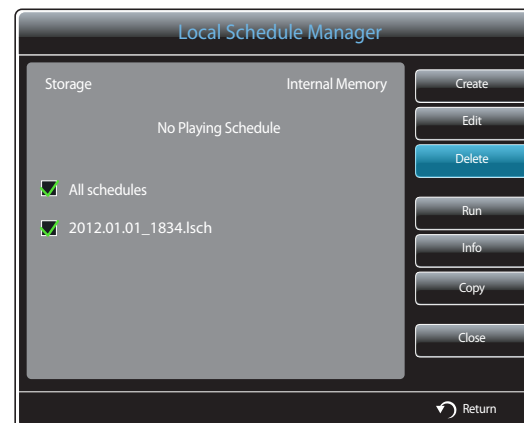 Local Schedule Manager
Storage Internal Memory
No Playing Schedule
All schedules
2012.01.01_1834.lsch
Create
Edit
Delete
Run
Info
Copy
Close
Return